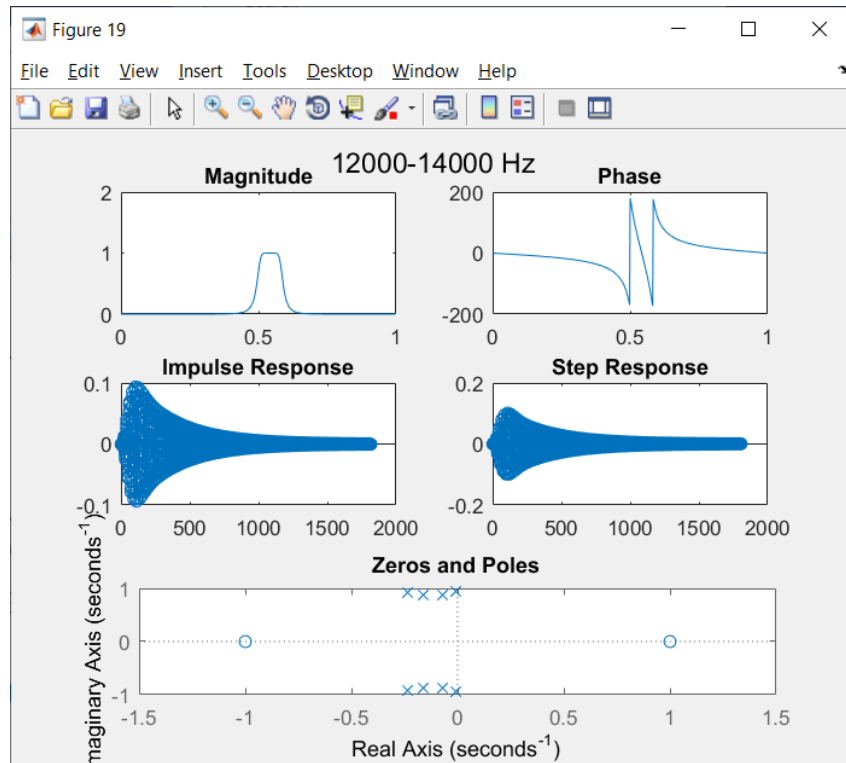 Figure 19
File Edit View Insert Tools Desktop Window Help
12000-14000 Hz
Magnitude
2
1
0
0 0.5 1
Phase
200
0
-200
0 0.5 1
Impulse Response
0.1
0
-0.1
0 500 1000 1500 2000
Step Response
0.2
0
-0.2
0 500 1000 1500 2000
Zeros and Poles
maginary Axis (seconds⁻¹)
1
0
-1
-1.5 -1 -0.5 0 0.5 1 1.5
Real Axis (seconds⁻¹)